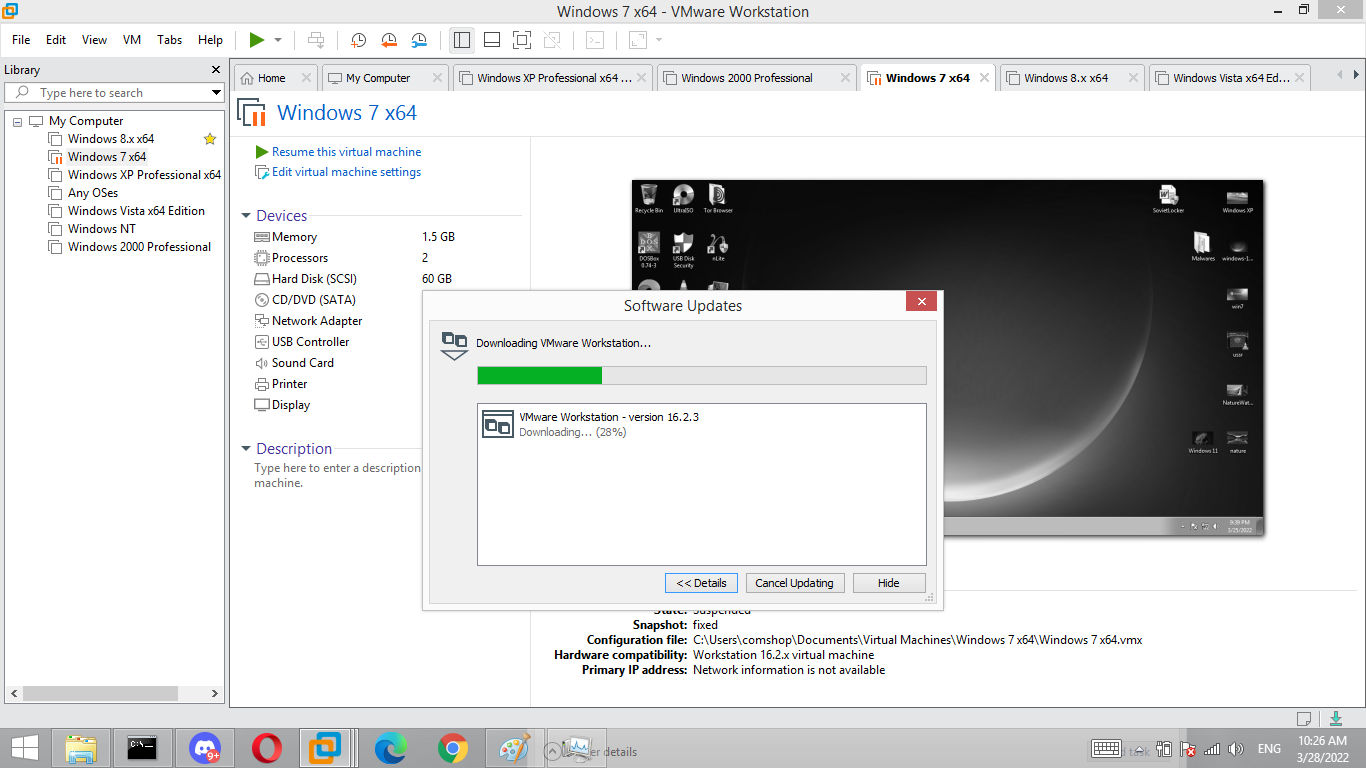 Windows 7 x64 - VMware Workstation
File Edit View VM Tabs Help
Library
Type here to search
My Computer
Windows 8.x x64
Windows 7 x64
Windows XP Professional x64
Any OSes
Windows Vista x64 Edition
Windows NT
Windows 2000 Professional
Home
My Computer
Windows XP Professional x64 ...
Windows 2000 Professional
Windows 7 x64
Windows 8.x x64
Windows Vista x64 Ed...
Windows 7 x64
Resume this virtual machine
Edit virtual machine settings
Devices
Memory 1.5 GB
Processors 2
Hard Disk (SCSI) 60 GB
CD/DVD (SATA)
Network Adapter
USB Controller
Sound Card
Printer
Display
Description
Type here to enter a description
machine.
Recycle Bin UltraISO Tor Browser
SovietLocker Windows XP
DOSBox 0.74-3
USB Disk Security
nLite
Malwares windows-1...
win7
ussr
NatureWat...
Windows 11 nature
9:39 PM
3/25/2022
Software Updates
Downloading VMware Workstation...
VMware Workstation - version 16.2.3
Downloading... (28%)
<< Details
Cancel Updating
Hide
State: Suspended
Snapshot: fixed
Configuration file: C:\Users\comshop\Documents\Virtual Machines\Windows 7 x64\Windows 7 x64.vmx
Hardware compatibility: Workstation 16.2.x virtual machine
Primary IP address: Network information is not available
9+
details
ENG
10:26 AM
3/28/2022